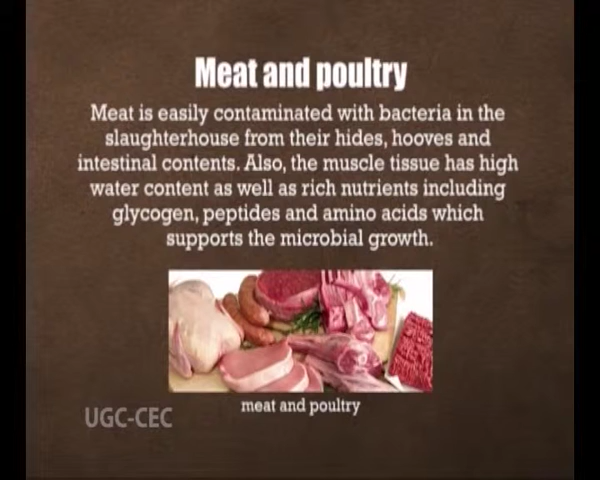 Meat and poultry
Meat is easily contaminated with bacteria in the
slaughterhouse from their hides, hooves and
intestinal contents. Also, the muscle tissue has high
water content as well as rich nutrients including
glycogen, peptides and amino acids which
supports the microbial growth.
meat and poultry
UGC-CEC